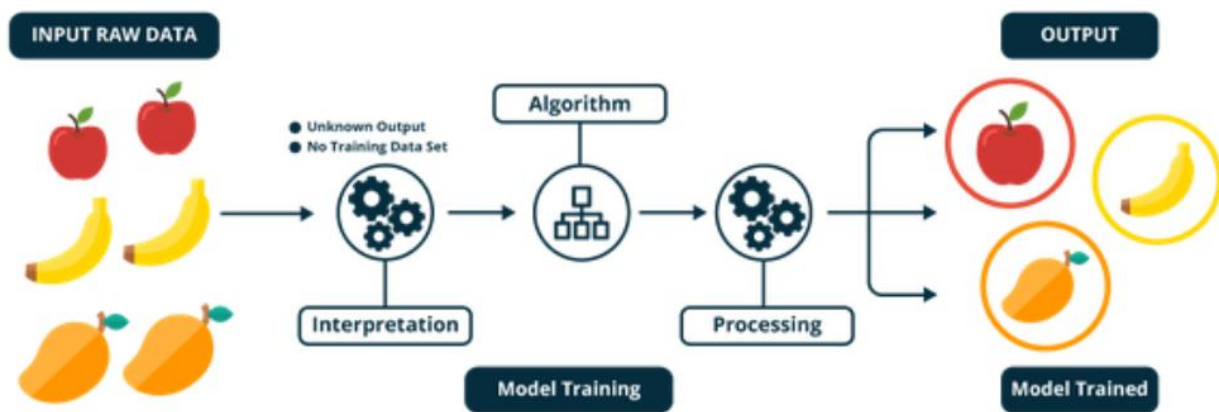 INPUT RAW DATA
OUTPUT
Algorithm
● Unknown Output
● No Training Data Set
Interpretation
Processing
Model Training
Model Trained